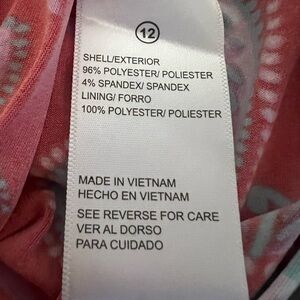 12
SHELL/EXTERIOR
96% POLYESTER/ POLIESTER
4% SPANDEX/ SPANDEX
LINING/ FORRO
100% POLYESTER/ POLIESTER
MADE IN VIETNAM
HECHO EN VIETNAM
SEE REVERSE FOR CARE
VER AL DORSO
PARA CUIDADO